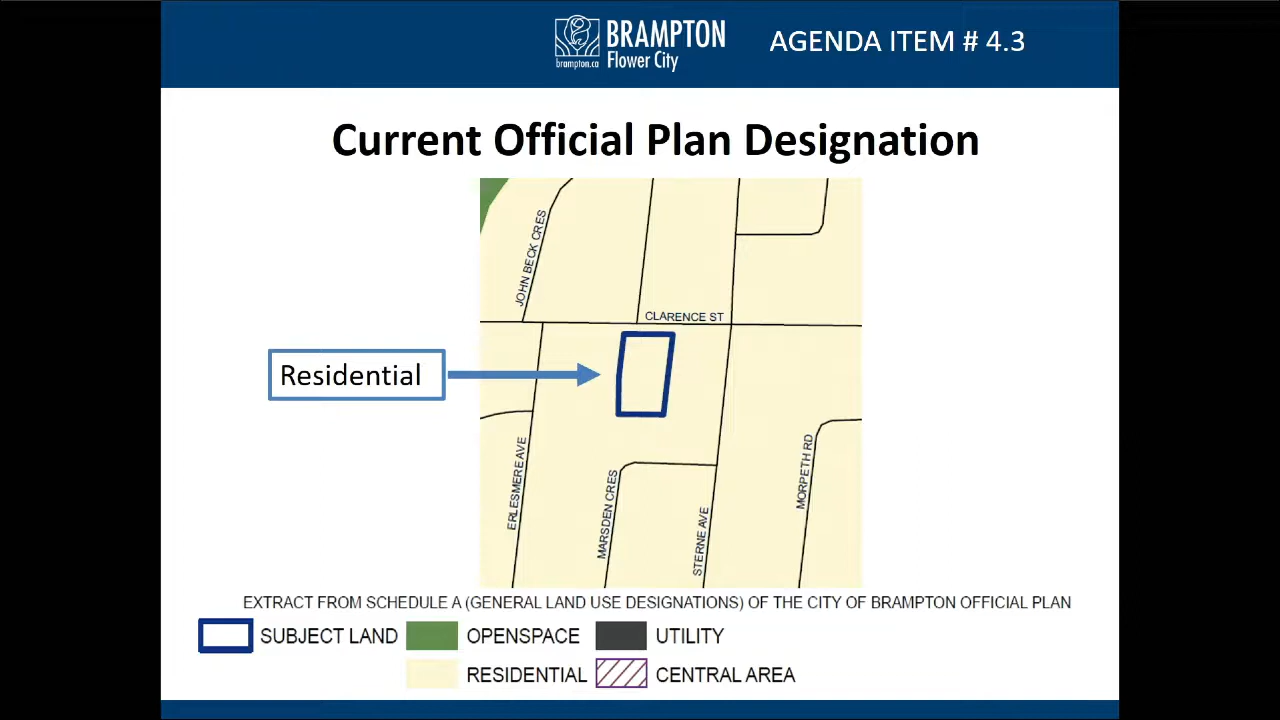 brampton.ca
BRAMPTON
Flower City
AGENDA ITEM # 4.3
Current Official Plan Designation
JOHN BECK CRES
CLARENCE ST
Residential
ERLESMERE AVE
MARSDEN CRES
STERNE AVE
MORPETH RD
EXTRACT FROM SCHEDULE A (GENERAL LAND USE DESIGNATIONS) OF THE CITY OF BRAMPTON OFFICIAL PLAN
SUBJECT LAND
OPENSPACE
UTILITY
RESIDENTIAL
CENTRAL AREA